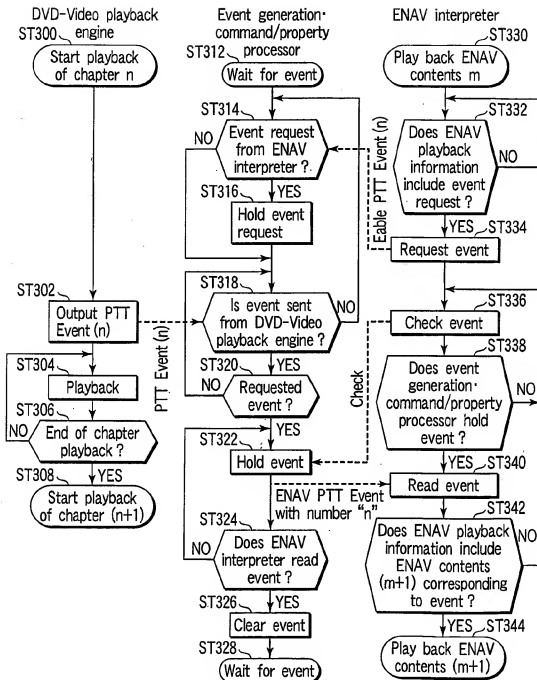 DVD-Video playback
engine
ST300
Start playback
of chapter n
ST302
Output PTT
Event (n)
ST304
Playback
ST306
End of chapter
playback ?
NO
YES
ST308
Start playback
of chapter (n+1)
PTT Event (n)
Event generation·
command/property
processor
ST312
Wait for event
ST314
NO
Event request
from ENAV
interpreter ?
ST316
YES
Hold event
request
ST318
Is event sent
from DVD-Video
playback engine ?
NO
ST320
YES
NO
Requested
event ?
ST322
YES
Hold event
ENAV PTT Event
with number "n"
ST324
NO
Does ENAV
interpreter read
event ?
ST326
YES
Clear event
ST328
Wait for event
Eable PTT Event (n)
Check
ENAV interpreter
ST330
Play back ENAV
contents m
ST332
Does ENAV
playback
information
include event
request ?
NO
YES
ST334
Request event
ST336
Check event
ST338
Does event
generation·
command/property
processor hold
event ?
NO
YES
ST340
Read event
ST342
Does ENAV playback
information include
ENAV contents
(m+1) corresponding
to event ?
NO
YES
ST344
Play back ENAV
contents (m+1)